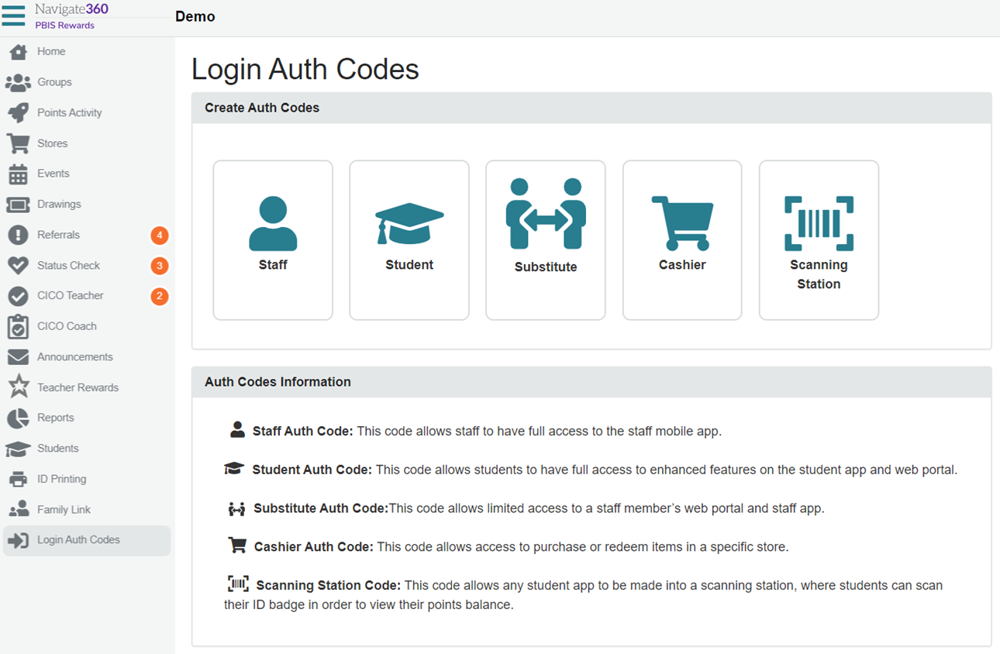 Navigate360
PBIS Rewards
Demo
Home
Groups
Points Activity
Stores
Events
Drawings
Referrals 4
Status Check 3
CICO Teacher 2
CICO Coach
Announcements
Teacher Rewards
Reports
Students
ID Printing
Family Link
Login Auth Codes
Login Auth Codes
Create Auth Codes
Staff
Student
Substitute
Cashier
Scanning
Station
Auth Codes Information
Staff Auth Code: This code allows staff to have full access to the staff mobile app.
Student Auth Code: This code allows students to have full access to enhanced features on the student app and web portal.
Substitute Auth Code:This code allows limited access to a staff member’s web portal and staff app.
Cashier Auth Code: This code allows access to purchase or redeem items in a specific store.
Scanning Station Code: This code allows any student app to be made into a scanning station, where students can scan
their ID badge in order to view their points balance.